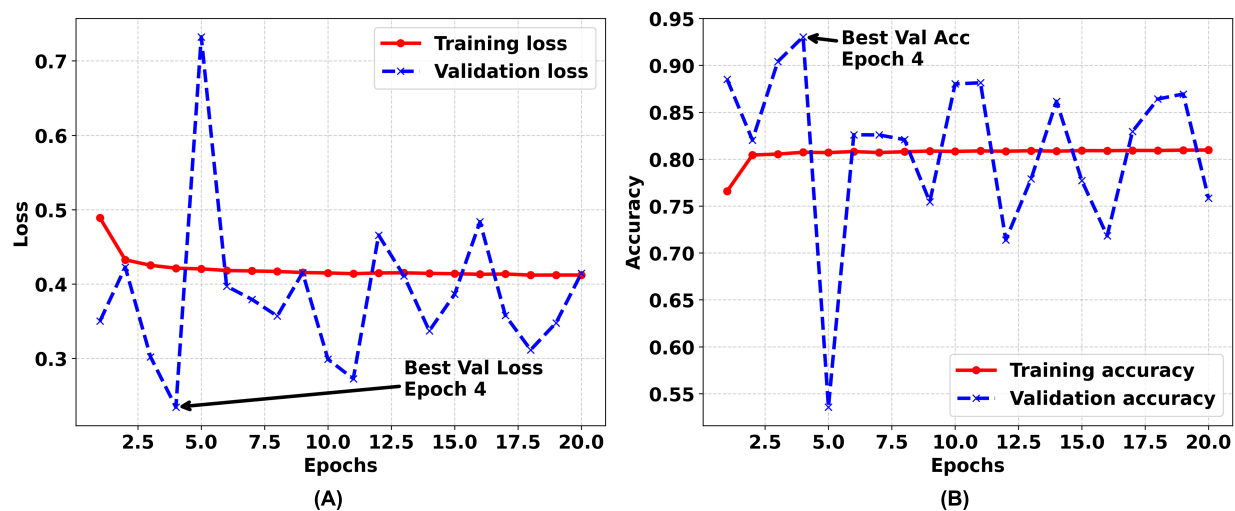 0.7
0.6
0.5
0.4
0.3
Loss
Training loss
Validation loss
Best Val Loss
Epoch 4
2.5 5.0 7.5 10.0 12.5 15.0 17.5 20.0
Epochs
(A)
0.95
0.90
0.85
0.80
0.75
0.70
0.65
0.60
0.55
Accuracy
Best Val Acc
Epoch 4
Training accuracy
Validation accuracy
2.5 5.0 7.5 10.0 12.5 15.0 17.5 20.0
Epochs
(B)